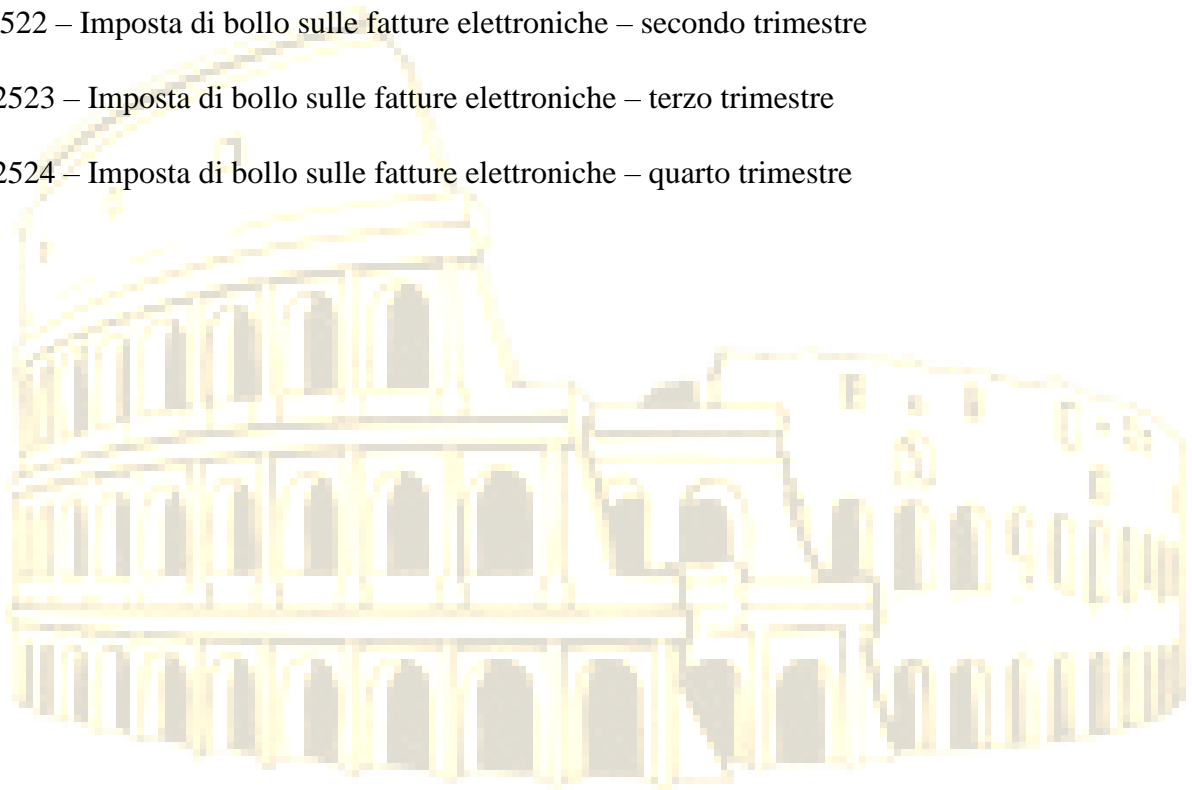 522 – Imposta di bollo sulle fatture elettroniche – secondo trimestre
2523 – Imposta di bollo sulle fatture elettroniche – terzo trimestre
2524 – Imposta di bollo sulle fatture elettroniche – quarto trimestre